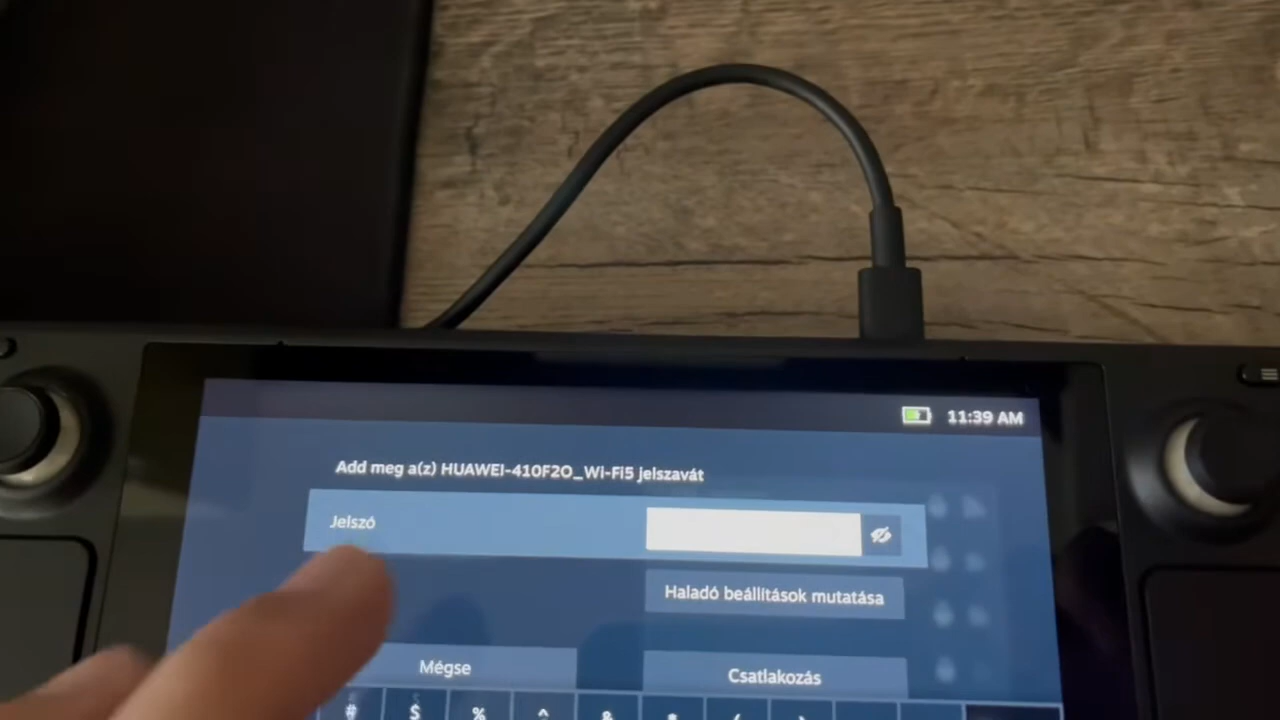 11:39 AM
Add meg a(z) HUAWEI-410F2O_Wi-Fi5 jelszavát
Jelszó
Haladó beállítások mutatása
Mégse
Csatlakozás
# $ % ^ & * ( )